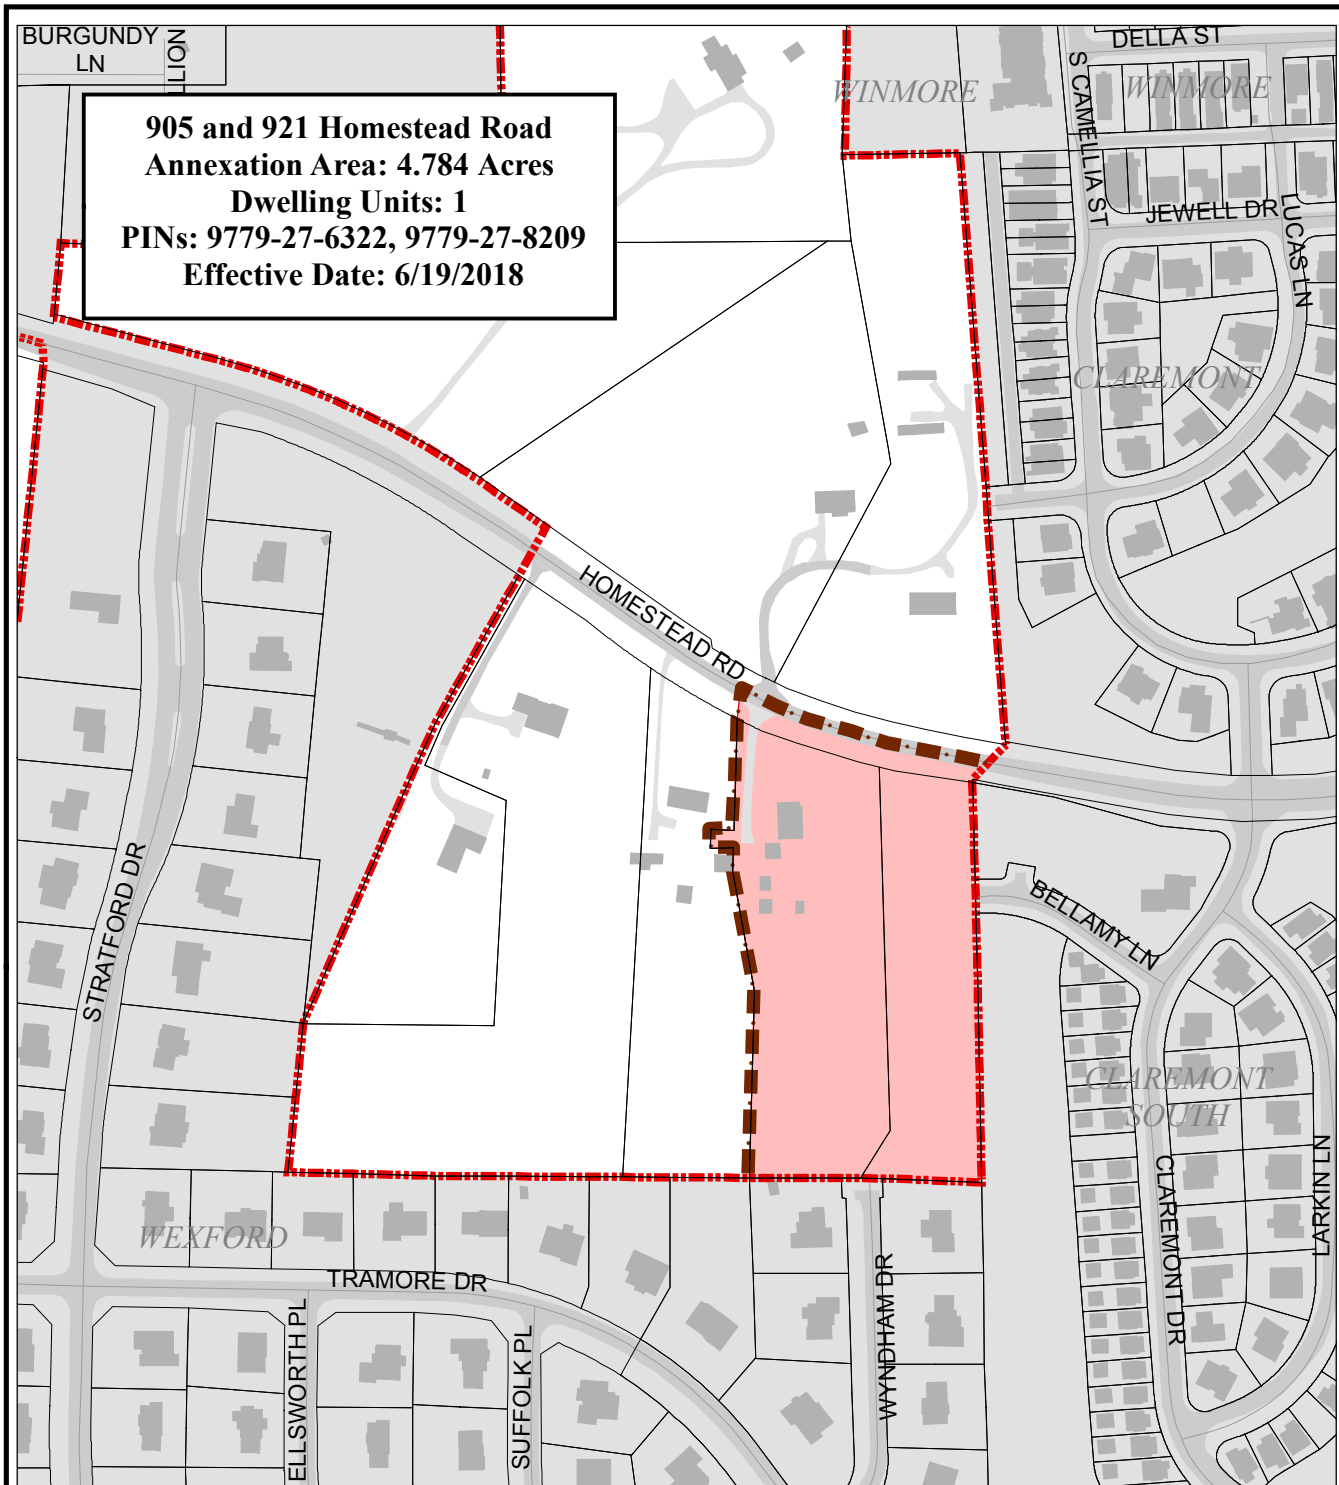 BURGUNDY
LN
LION
DELLA ST
S CAMELLIA ST
WINMORE
WINMORE
905 and 921 Homestead Road
Annexation Area: 4.784 Acres
Dwelling Units: 1
PINs: 9779-27-6322, 9779-27-8209
Effective Date: 6/19/2018
JEWELL DR
LUCAS LN
CLAREMONT
HOMESTEAD RD
STRATFORD DR
BELLAMY LN
CLAREMONT
SOUTH
LARKIN LN
CLAREMONT DR
WEXFORD
TRAMORE DR
WYNDHAM DR
ELLSWORTH PL
SUFFOLK PL